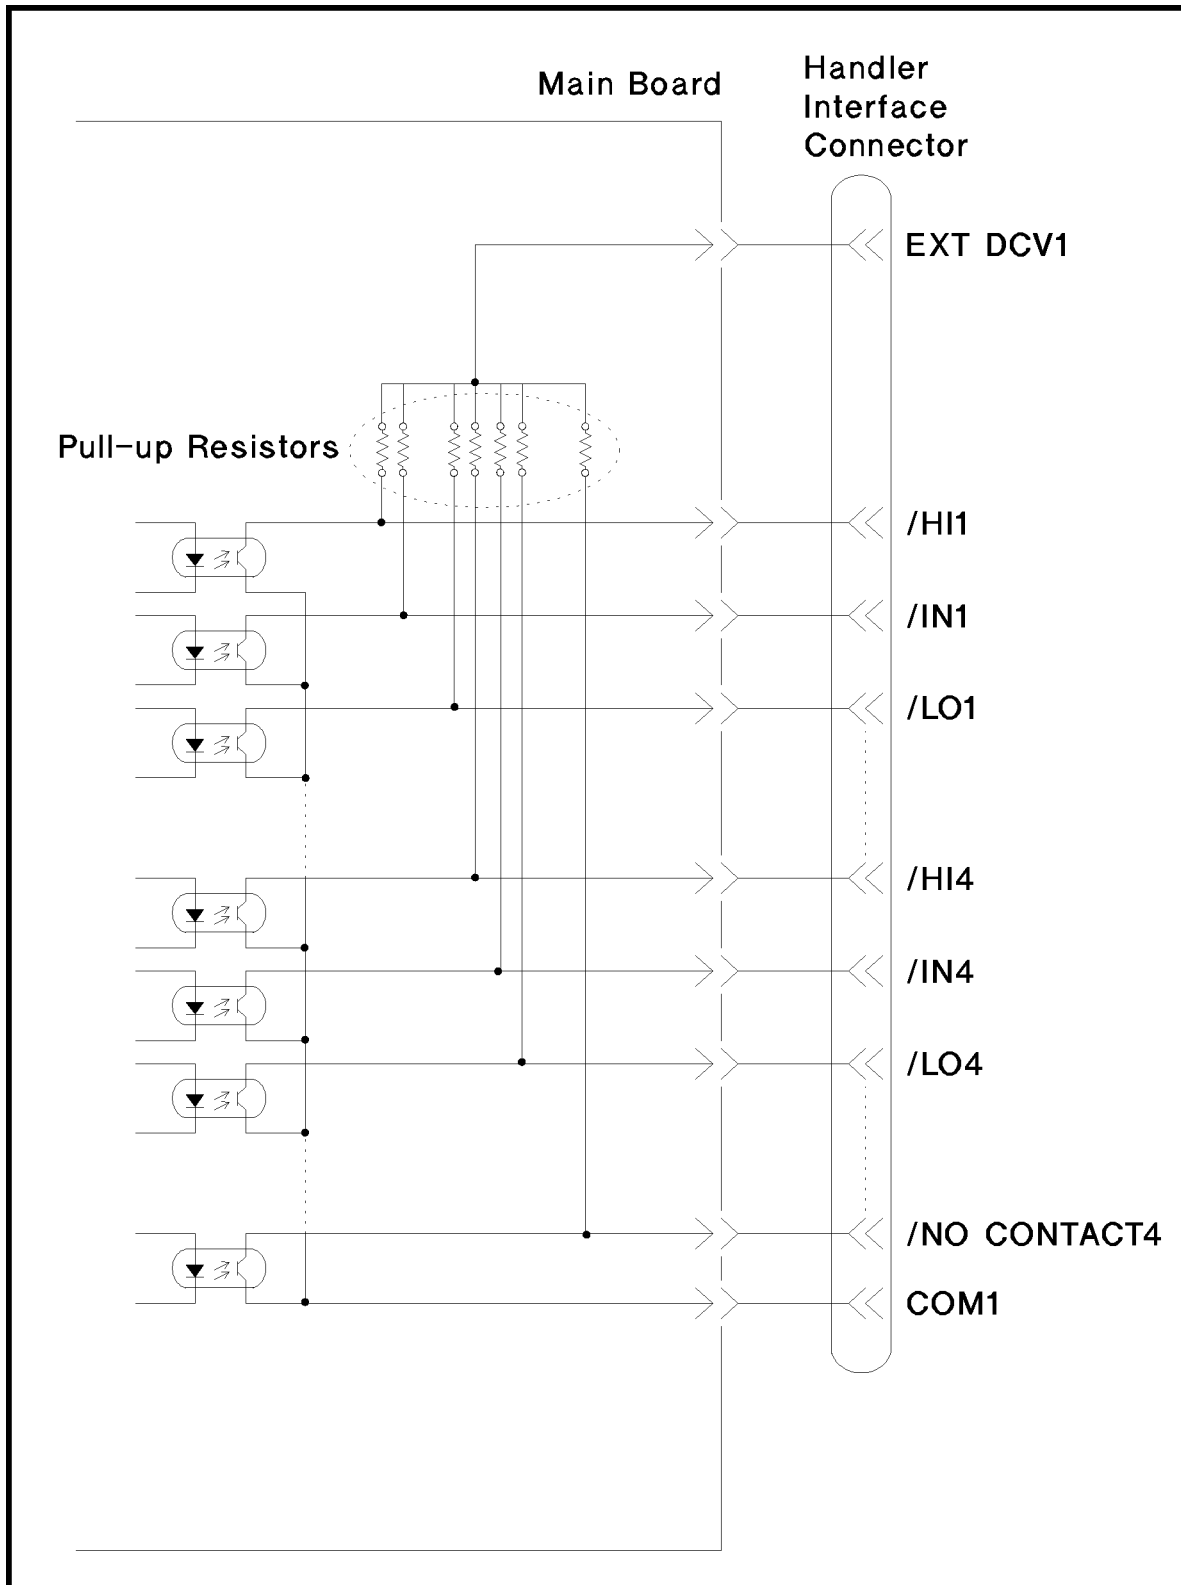 Main Board
Handler
Interface
Connector
EXT DCV1
Pull-up Resistors
/HI1
/IN1
/LO1
/HI4
/IN4
/LO4
/NO CONTACT4
COM1